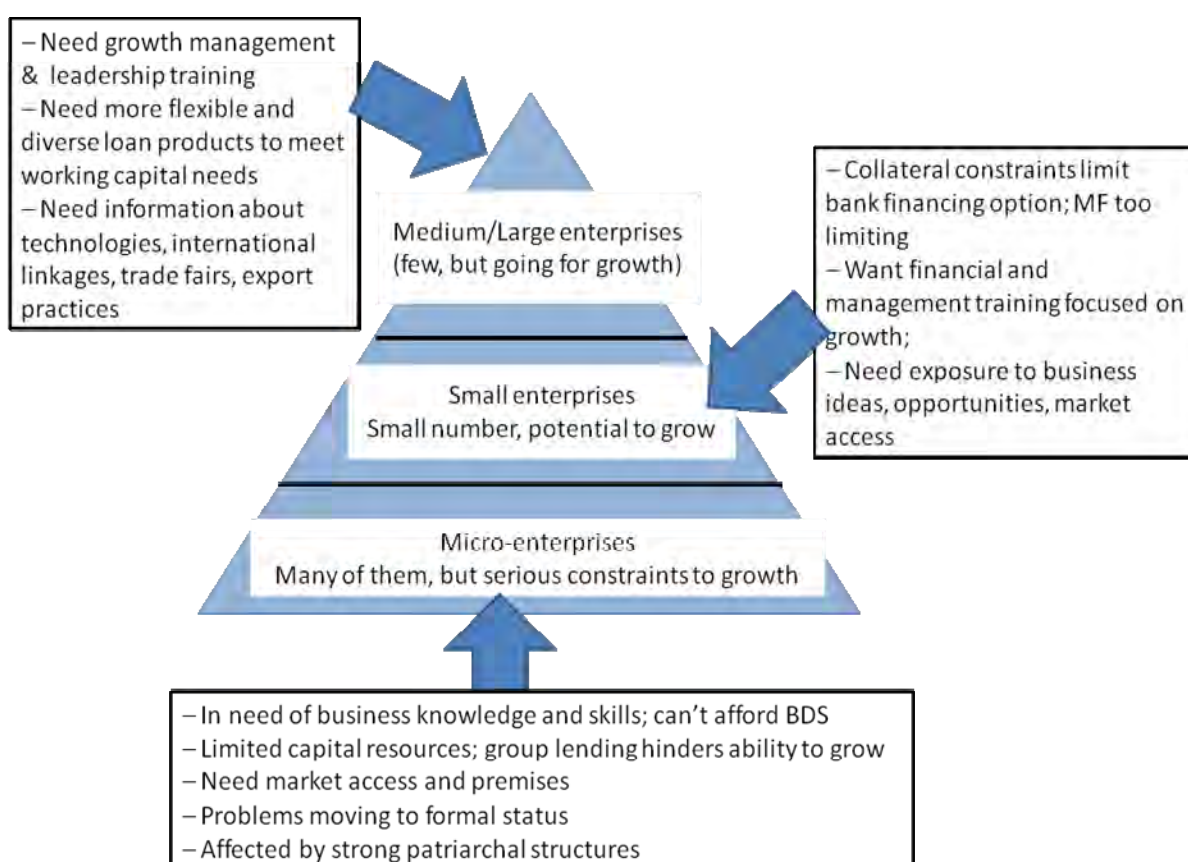 – Need growth management
& leadership training
– Need more flexible and
diverse loan products to meet
working capital needs
– Need information about
technologies, international
linkages, trade fairs, export
practices
Medium/Large enterprises
(few, but going for growth)
– Collateral constraints limit
bank financing option; MF too
limiting
– Want financial and
management training focused on
growth;
– Need exposure to business
ideas, opportunities, market
access
Small enterprises
Small number, potential to grow
Micro-enterprises
Many of them, but serious constraints to growth
– In need of business knowledge and skills; can't afford BDS
– Limited capital resources; group lending hinders ability to grow
– Need market access and premises
– Problems moving to formal status
– Affected by strong patriarchal structures